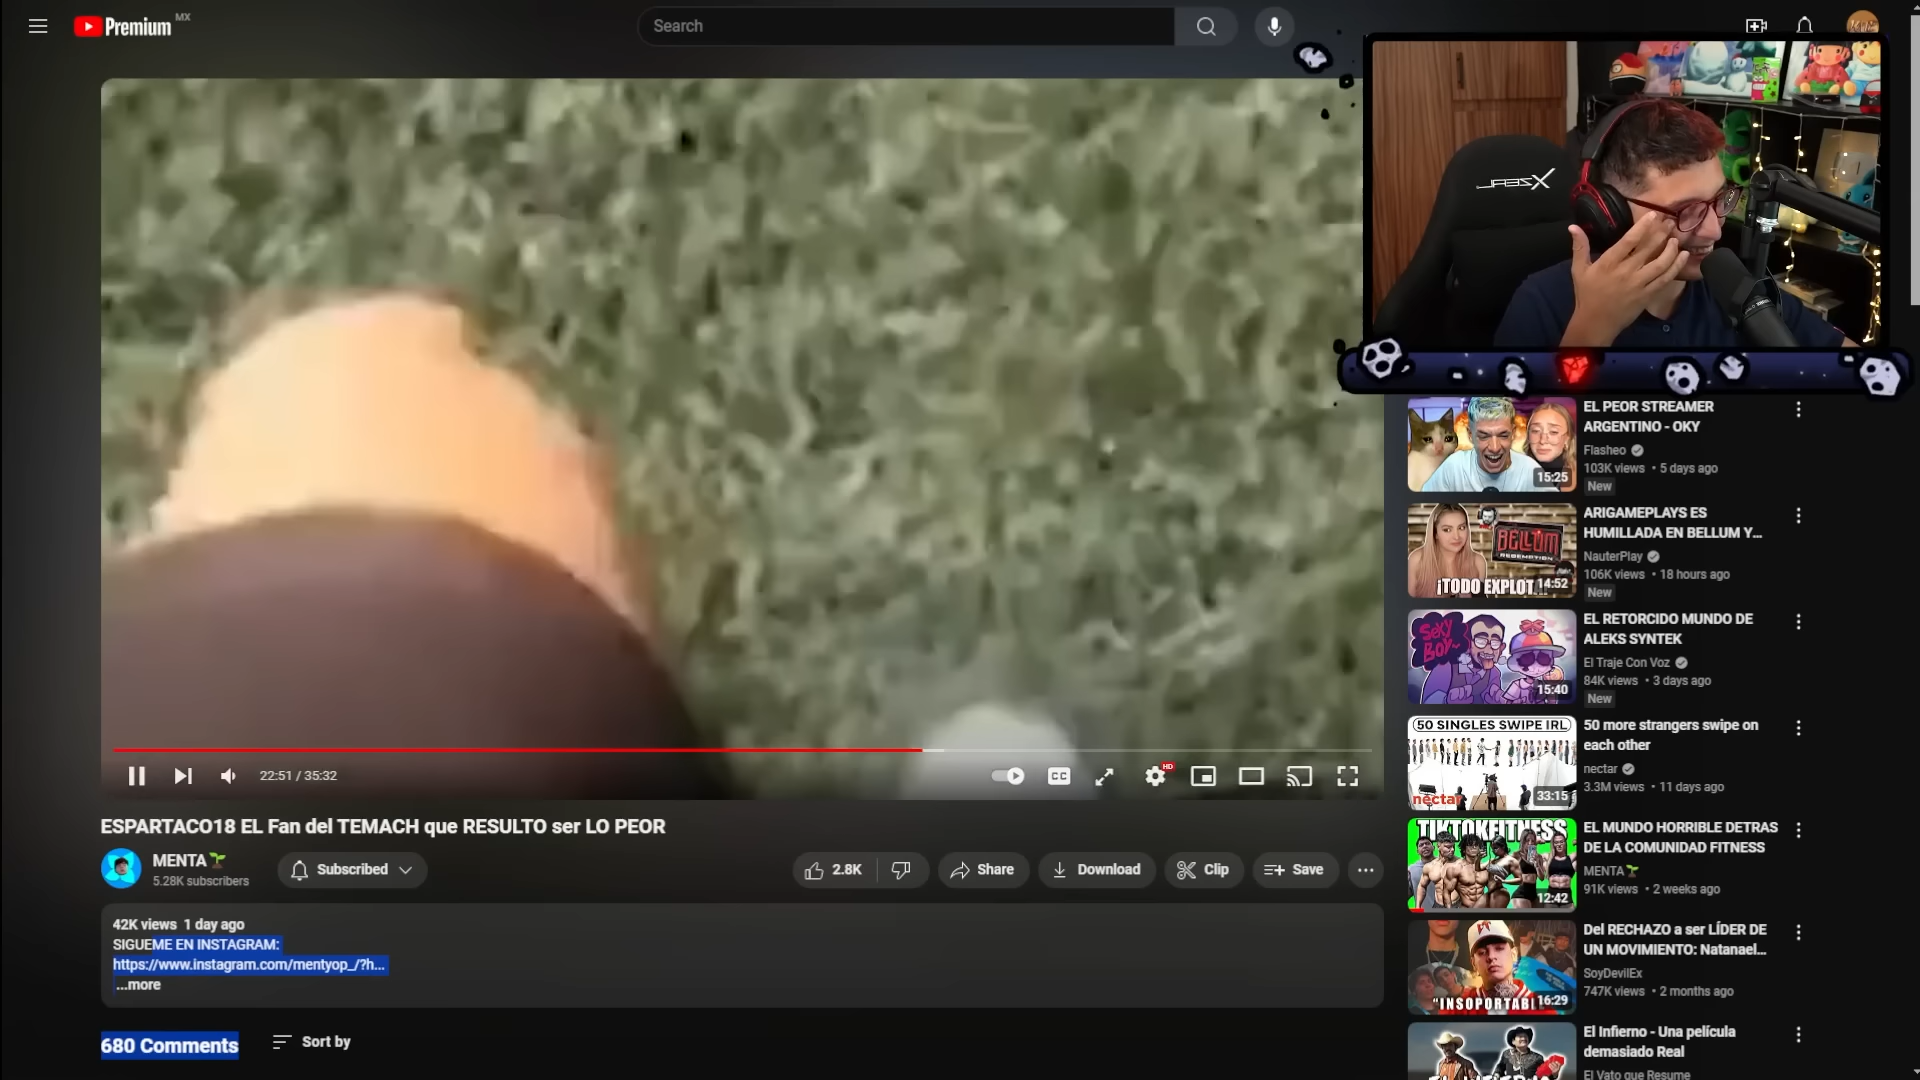 Premium MX
Search
XZEAL
22:51 / 35:32
CC
HD
ESPARTACO18 EL Fan del TEMACH que RESULTO ser LO PEOR
MENTA
5.28K subscribers
Subscribed
2.8K
Share
Download
Clip
Save
42K views 1 day ago
SIGUEME EN INSTAGRAM:
https://www.instagram.com/mentyop_/?h...
...more
680 Comments
Sort by
15:25
EL PEOR STREAMER
ARGENTINO - OKY
Flasheo
103K views • 5 days ago
New
BELLUM
REDEMPTION
¡TODO EXPLOT...
14:52
ARIGAMEPLAYS ES
HUMILLADA EN BELLUM Y...
NauterPlay
106K views • 18 hours ago
New
SEXY
BOY~
15:40
EL RETORCIDO MUNDO DE
ALEKS SYNTEK
El Traje Con Voz
84K views • 3 days ago
New
50 SINGLES SWIPE IRL
nectar
33:15
50 more strangers swipe on
each other
nectar
3.3M views • 11 days ago
TIKTOKFITNESS
12:42
EL MUNDO HORRIBLE DETRAS
DE LA COMUNIDAD FITNESS
MENTA
91K views • 2 weeks ago
"INSOPORTABL
16:29
Del RECHAZO a ser LÍDER DE
UN MOVIMIENTO: Natanael...
SoyDevilEx
747K views • 2 months ago
El Infierno - Una película
demasiado Real
El Vato que Resume